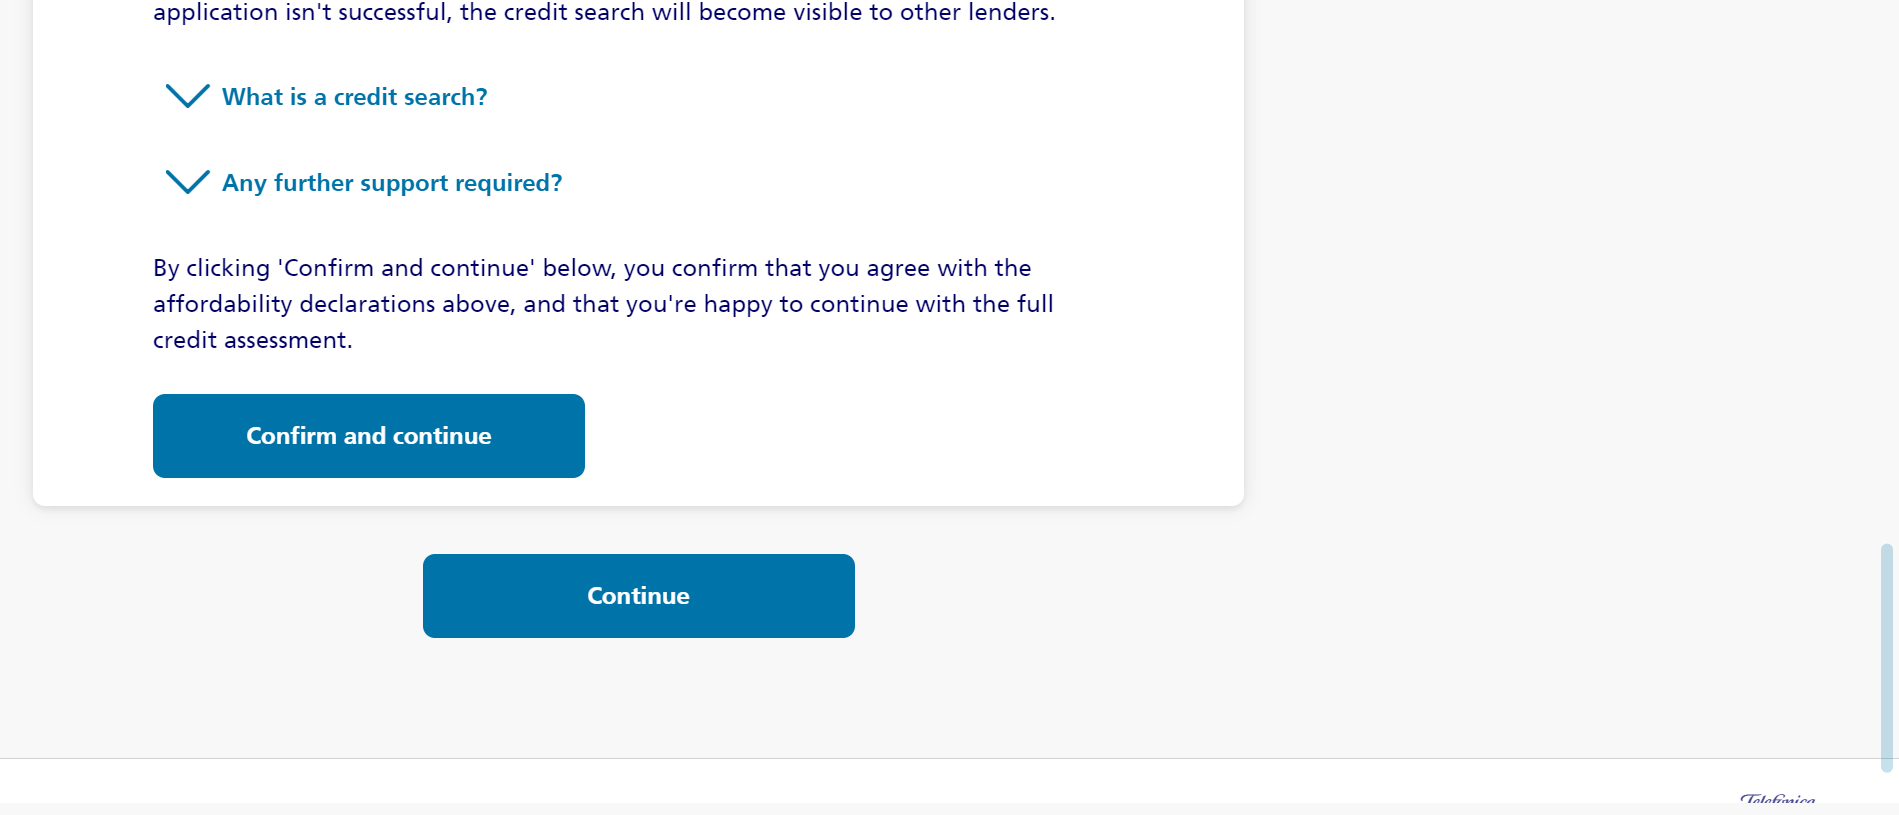 application isn't successful, the credit search will become visible to other lenders.
What is a credit search?
Any further support required?
By clicking 'Confirm and continue' below, you confirm that you agree with the
affordability declarations above, and that you're happy to continue with the full
credit assessment.
Confirm and continue
Continue
Telefónica